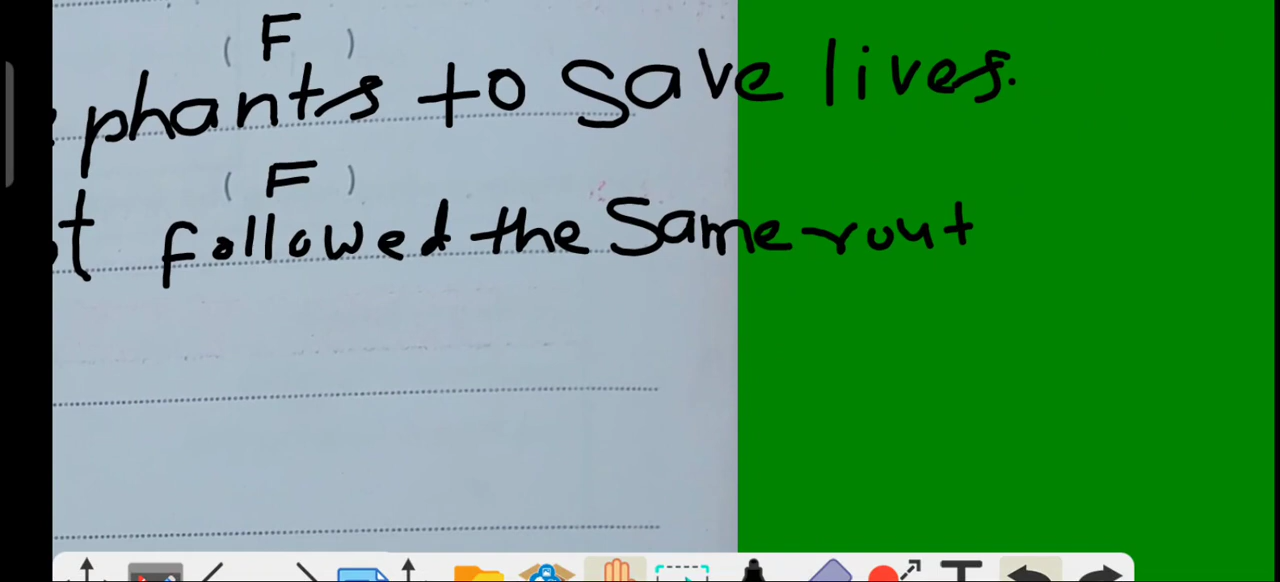 ( F )
phants to save lives.
( F )
t followed the same rout